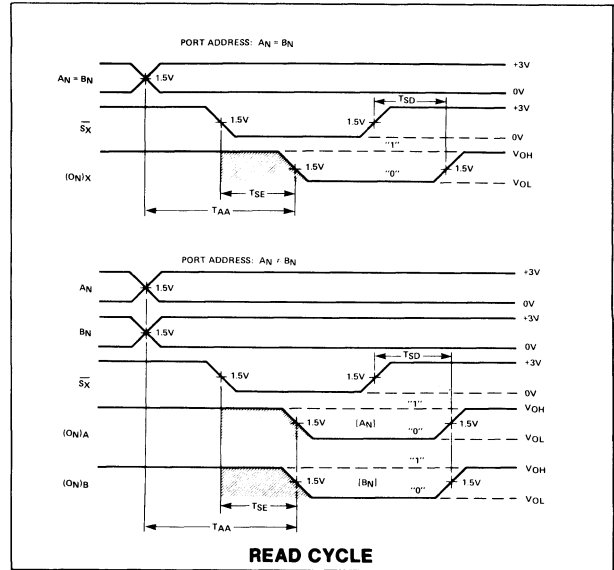 PORT ADDRESS: AN = BN
+3V
AN = BN
1.5V
0V
TSD
+3V
SX
1.5V
1.5V
0V
"1"
VOH
(ON)X
1.5V
"0"
1.5V
VOL
TSE
TAA
PORT ADDRESS: AN ≠ BN
+3V
AN
1.5V
0V
+3V
BN
1.5V
0V
TSD
+3V
SX
1.5V
1.5V
0V
"1"
VOH
(ON)A
1.5V
[AN]
"0"
1.5V
VOL
"1"
VOH
(ON)B
1.5V
[BN]
"0"
1.5V
VOL
TSE
TAA
READ CYCLE